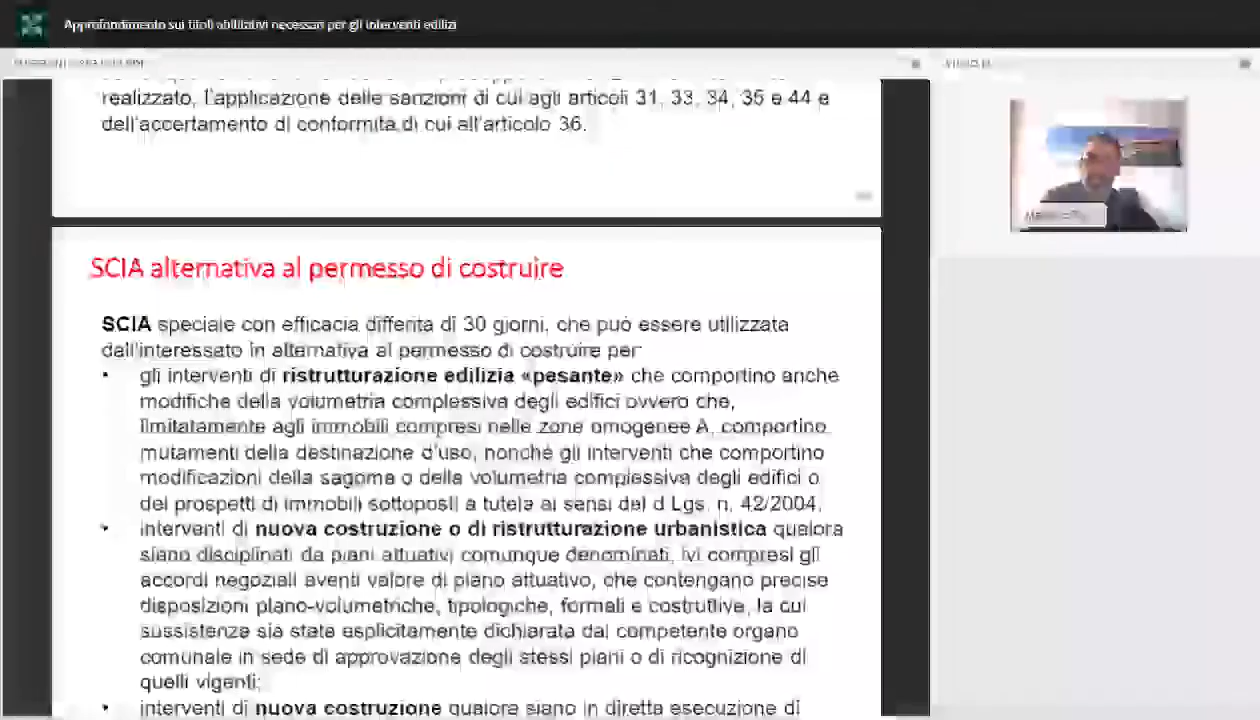 Approfondimento sui titoli abilitativi necessari per gli interventi edilizi
realizzato, l'applicazione delle sanzioni di cui agli articoli 31, 33, 34, 35 e 44 e
dell'accertamento di conformità di cui all'articolo 36.
SCIA alternativa al permesso di costruire
SCIA speciale con efficacia differita di 30 giorni, che può essere utilizzata
dall'interessato in alternativa al permesso di costruire per:
• gli interventi di ristrutturazione edilizia «pesante» che comportino anche
modifiche della volumetria complessiva degli edifici ovvero che,
limitatamente agli immobili compresi nelle zone omogenee A, comportino
mutamenti della destinazione d'uso, nonché gli interventi che comportino
modificazioni della sagoma o della volumetria complessiva degli edifici o
dei prospetti di immobili sottoposti a tutela ai sensi del d.Lgs. n. 42/2004.
• interventi di nuova costruzione o di ristrutturazione urbanistica qualora
siano disciplinati da piani attuativi comunque denominati, ivi compresi gli
accordi negoziali aventi valore di piano attuativo, che contengano precise
disposizioni plano-volumetriche, tipologiche, formali e costruttive, la cui
sussistenza sia stata esplicitamente dichiarata dal competente organo
comunale in sede di approvazione degli stessi piani o di ricognizione di
quelli vigenti;
• interventi di nuova costruzione qualora siano in diretta esecuzione di